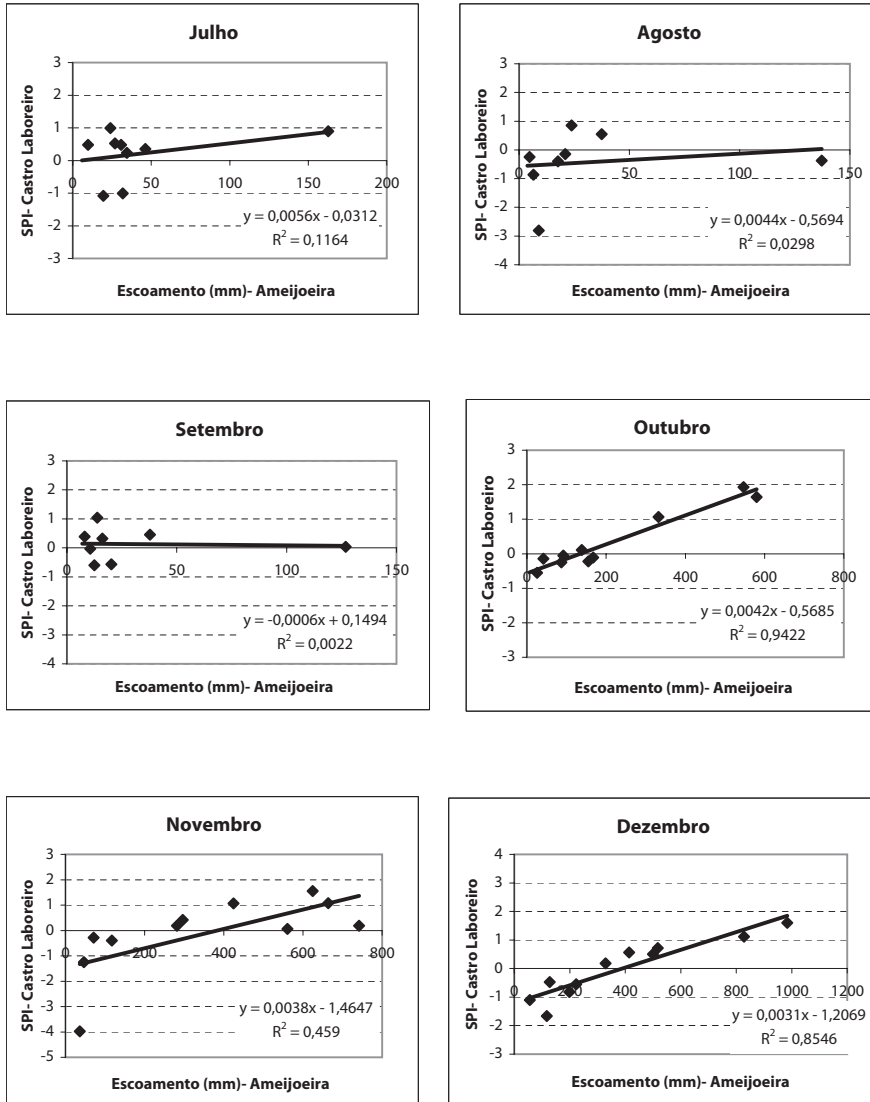 Julho
3
2
1
0
-1
-2
-3
0 50 100 150 200
y = 0,0056x - 0,0312
R² = 0,1164
SPI- Castro Laboreiro
Escoamento (mm)- Ameijoeira
Agosto
3
2
1
0
-1
-2
-3
-4
0 50 100 150
y = 0,0044x - 0,5694
R² = 0,0298
SPI- Castro Laboreiro
Escoamento (mm)- Ameijoeira
Setembro
3
2
1
0
-1
-2
-3
-4
0 50 100 150
y = -0,0006x + 0,1494
R² = 0,0022
SPI- Castro Laboreiro
Escoamento (mm)- Ameijoeira
Outubro
3
2
1
0
-1
-2
-3
0 200 400 600 800
y = 0,0042x - 0,5685
R² = 0,9422
SPI- Castro Laboreiro
Escoamento (mm)- Ameijoeira
Novembro
3
2
1
0
-1
-2
-3
-4
-5
0 200 400 600 800
y = 0,0038x - 1,4647
R² = 0,459
SPI- Castro Laboreiro
Escoamento (mm)- Ameijoeira
Dezembro
4
3
2
1
0
-1
-2
-3
0 200 400 600 800 1000 1200
y = 0,0031x - 1,2069
R² = 0,8546
SPI- Castro Laboreiro
Escoamento (mm)- Ameijoeira